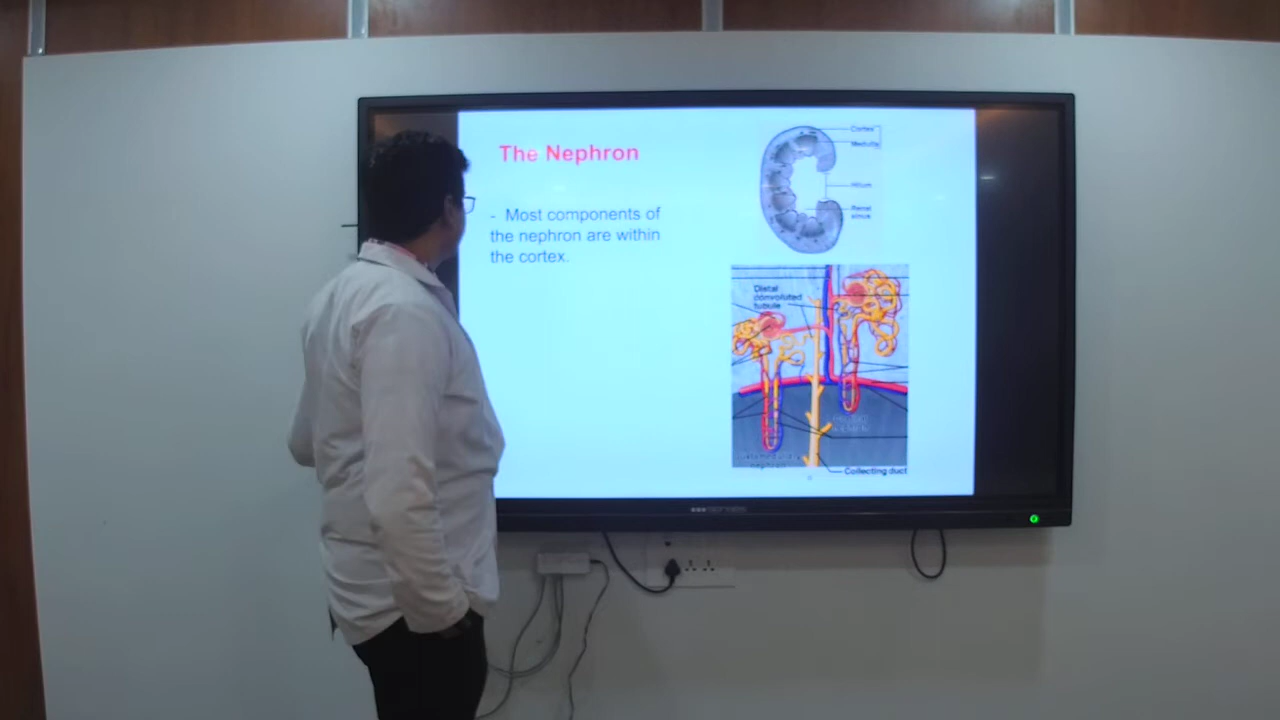 The Nephron
- Most components of
the nephron are within
the cortex.
Cortex
Medulla
Hilum
Renal
sinus
Distal
convoluted
tubule
Collecting duct